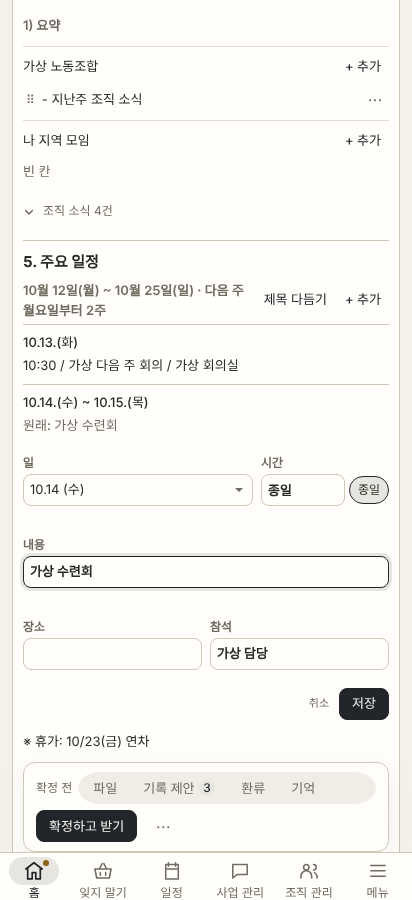 1) 요약
가상 노동조합 + 추가
⠿ - 지난주 조직 소식 ···
나 지역 모임 + 추가
빈 칸
조직 소식 4건
5. 주요 일정
10월 12일(월) ~ 10월 25일(일) · 다음 주
월요일부터 2주
제목 다듬기 + 추가
10.13.(화)
10:30 / 가상 다음 주 회의 / 가상 회의실
10.14.(수) ~ 10.15.(목)
원래: 가상 수련회
일 시간
10.14 (수) 종일 종일
내용
가상 수련회
장소 참석
가상 담당
취소 저장
※ 휴가: 10/23(금) 연차
확정 전 파일 기록 제안 3 환류 기억
확정하고 받기 ···
홈 잊지 말기 일정 사업 관리 조직 관리 메뉴